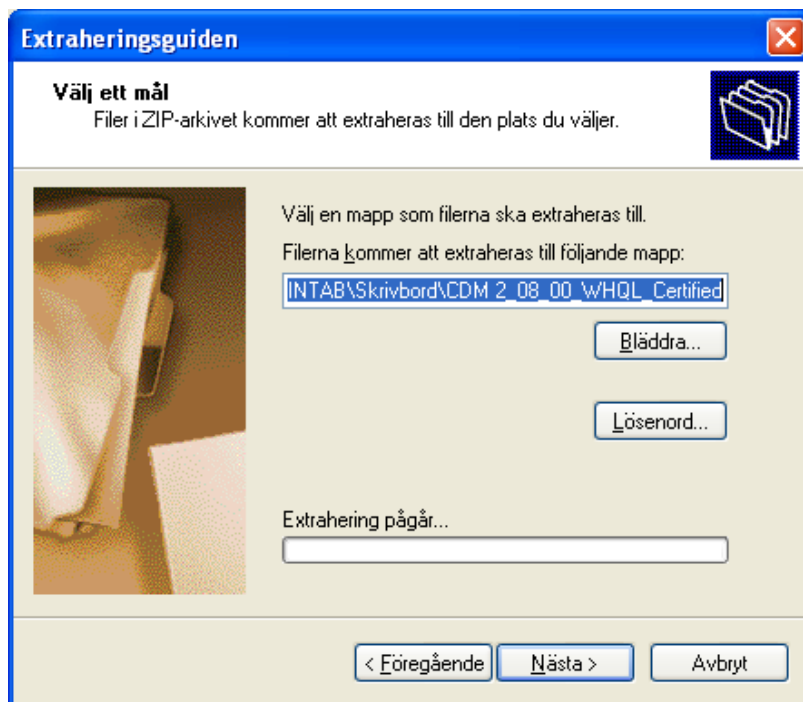 Extraheringsguiden
Välj ett mål
Filer i ZIP-arkivet kommer att extraheras till den plats du väljer.
Välj en mapp som filerna ska extraheras till.
Filerna kommer att extraheras till följande mapp:
INTAB\Skrivbord\CDM 2_08_00_WHQL_Certified
Bläddra...
Lösenord...
Extrahering pågår...
< Föregående Nästa > Avbryt